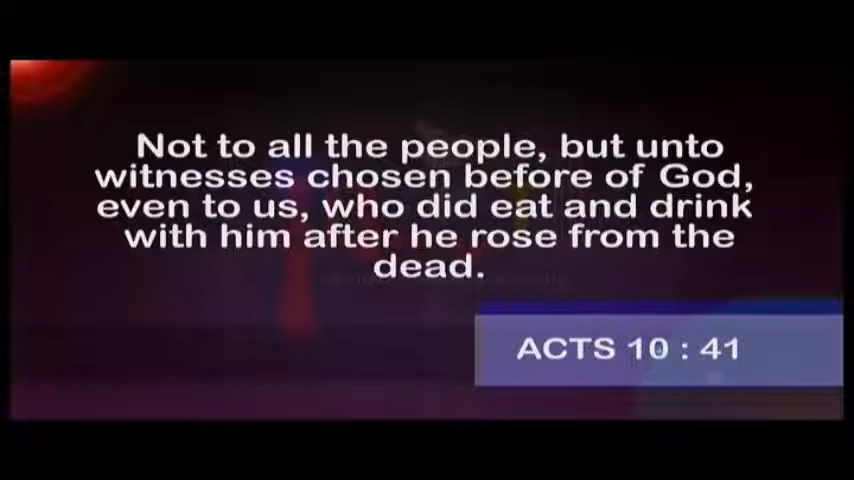 Not to all the people, but unto
witnesses chosen before of God,
even to us, who did eat and drink
with him after he rose from the
dead.
ACTS 10 : 41